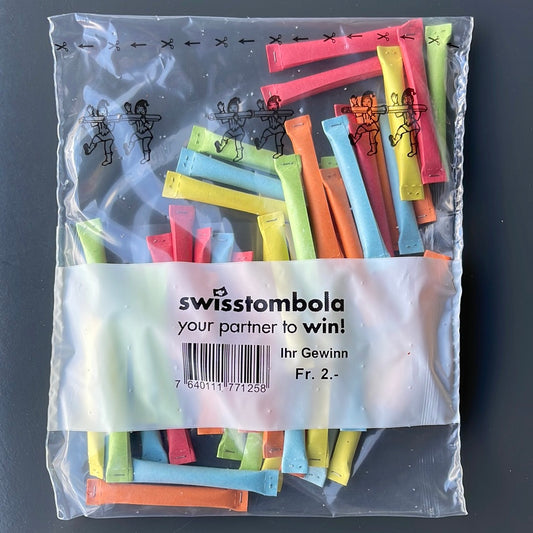 swisstombola
your partner to win!
Ihr Gewinn
Fr. 2.-
7 640111 771258